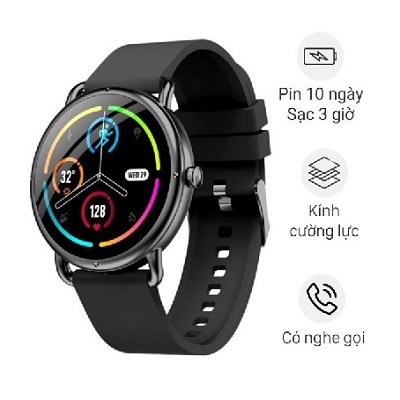 Pin 10 ngày
Sạc 3 giờ
32°
WED 29
128
Kính
cường lực
Có nghe gọi